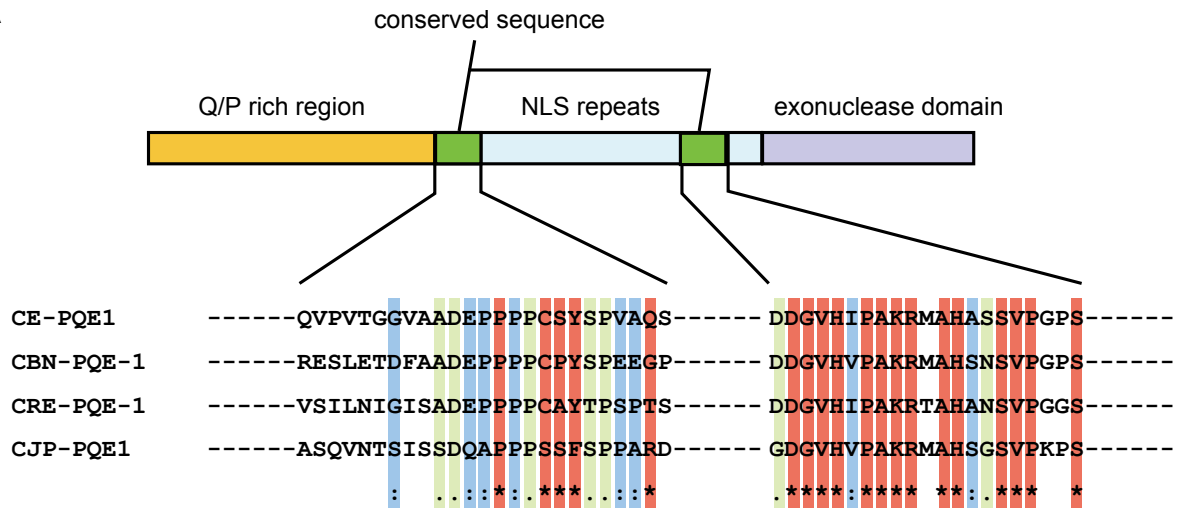 conserved sequence
Q/P rich region NLS repeats exonuclease domain
CE-PQE1 ------QVPVTGGVAADEPPPPCSYSPVAQS------DDGVHIPAKRMAHASSVPGPS------
CBN-PQE-1 ------RESLETDFAADEPPPPCPYSPEEGP------DDGVHVPAKRMAHSNSVPGPS------
CRE-PQE-1 ------VSILNIGISADEPPPPCAYTPSPTS------DDGVHIPAKRTAHANSVPGGS------
CJP-PQE1 ------ASQVNTSISSDQAPPPSSFSPPARD------GDGVHVPAKRMAHSGSVPKPS------
: ..::*:.***..::* .****:**** **:.*** *